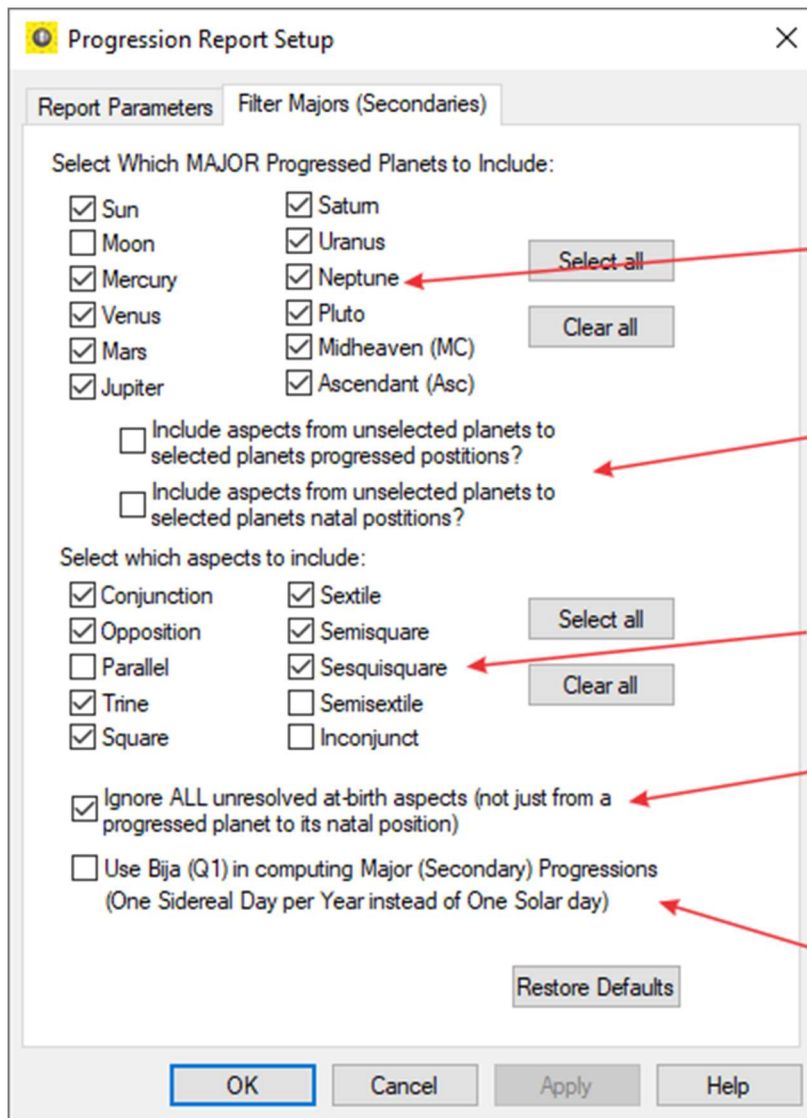 Progression Report Setup
Report Parameters
Filter Majors (Secondaries)
Select Which MAJOR Progressed Planets to Include:
Sun
Saturn
Moon
Uranus
Select all
Mercury
Neptune
Venus
Pluto
Clear all
Mars
Midheaven (MC)
Jupiter
Ascendant (Asc)
Include aspects from unselected planets to
selected planets progressed postitions?
Include aspects from unselected planets to
selected planets natal postitions?
Select which aspects to include:
Conjunction
Sextile
Select all
Opposition
Semisquare
Parallel
Sesquisquare
Clear all
Trine
Semisextile
Square
Inconjunct
Ignore ALL unresolved at-birth aspects (not just from a
progressed planet to its natal position)
Use Bija (Q1) in computing Major (Secondary) Progressions
(One Sidereal Day per Year instead of One Solar day)
Restore Defaults
OK
Cancel
Apply
Help